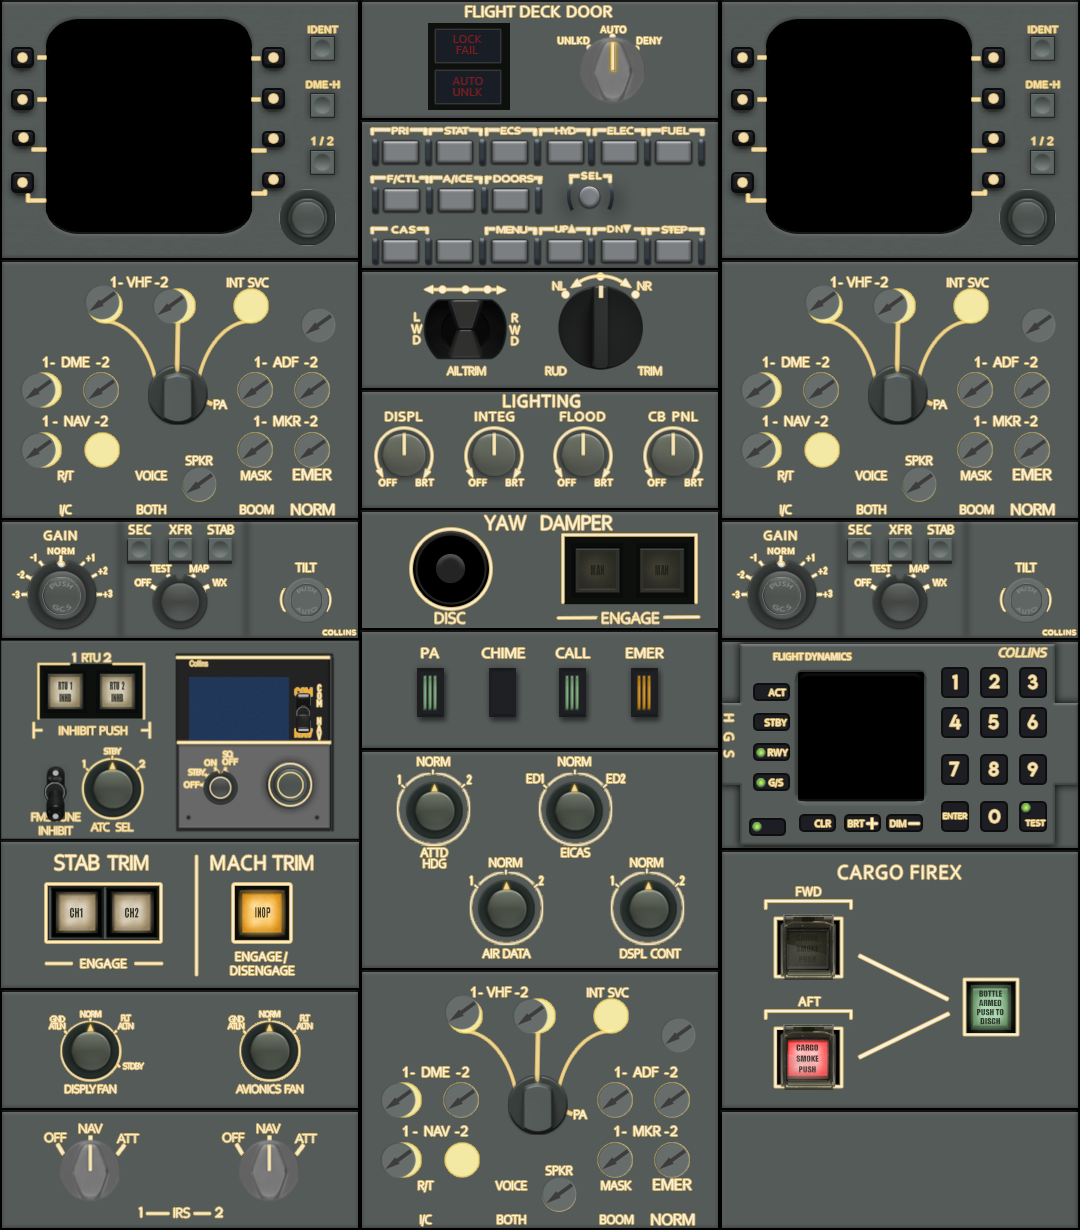 IDENT
DME-H
1 / 2
1- VHF -2
INT SVC
1- DME -2
1- ADF -2
PA
1- NAV -2
1- MKR -2
SPKR
R/T
VOICE
MASK
EMER
I/C
BOTH
BOOM
NORM
GAIN
SEC
XFR
STAB
NORM
-1
+1
-2
+2
-3
+3
PUSH
GCS
TEST
MAP
OFF
WX
TILT
PUSH
AUTO
COLLINS
1 RTU 2
RTU 1
INHB
RTU 2
INHB
INHIBIT PUSH
STBY
1
2
INHIBIT
ATC SEL
Collins
SQ
ON
OFF
STBY
OFF
STAB TRIM
CH1
CH2
ENGAGE
MACH TRIM
INOP
ENGAGE/
DISENGAGE
GND
ALTN
NORM
FLT
ALTN
STDBY
DISPLY FAN
GND
ALTN
NORM
FLT
ALTN
AVIONICS FAN
OFF
NAV
ATT
OFF
NAV
ATT
1 IRS 2
FLIGHT DECK DOOR
LOCK
FAIL
AUTO
UNLK
UNLKD
AUTO
DENY
PRI
STAT
ECS
HYD
ELEC
FUEL
F/CTL
A/ICE
DOORS
SEL
CAS
MENU
UP▲
DN▼
STEP
LWD
RWD
AIL TRIM
NL
NR
RUD
TRIM
LIGHTING
DISPL
INTEG
FLOOD
CB PNL
OFF BRT
OFF BRT
OFF BRT
OFF BRT
YAW DAMPER
DISC
ENGAGE
PA
CHIME
CALL
EMER
NORM
1
2
ATTD
HDG
NORM
ED1
ED2
EICAS
NORM
1
2
AIR DATA
NORM
1
2
DSPL CONT
1- VHF -2
INT SVC
1- DME -2
1- ADF -2
PA
1- NAV -2
1- MKR -2
SPKR
R/T
VOICE
MASK
EMER
I/C
BOTH
BOOM
NORM
IDENT
DME-H
1 / 2
1- VHF -2
INT SVC
1- DME -2
1- ADF -2
PA
1- NAV -2
1- MKR -2
SPKR
R/T
VOICE
MASK
EMER
I/C
BOTH
BOOM
NORM
GAIN
SEC
XFR
STAB
NORM
-1
+1
-2
+2
-3
+3
PUSH
GCS
TEST
MAP
OFF
WX
TILT
PUSH
AUTO
COLLINS
FLIGHT DYNAMICS
COLLINS
HGS
ACT
STBY
RWY
G/S
1
2
3
4
5
6
7
8
9
ENTER
0
TEST
CLR
BRT+
DIM−
CARGO FIREX
FWD
AFT
CARGO
SMOKE
PUSH
BOTTLE
ARMED
PUSH TO
DISCH